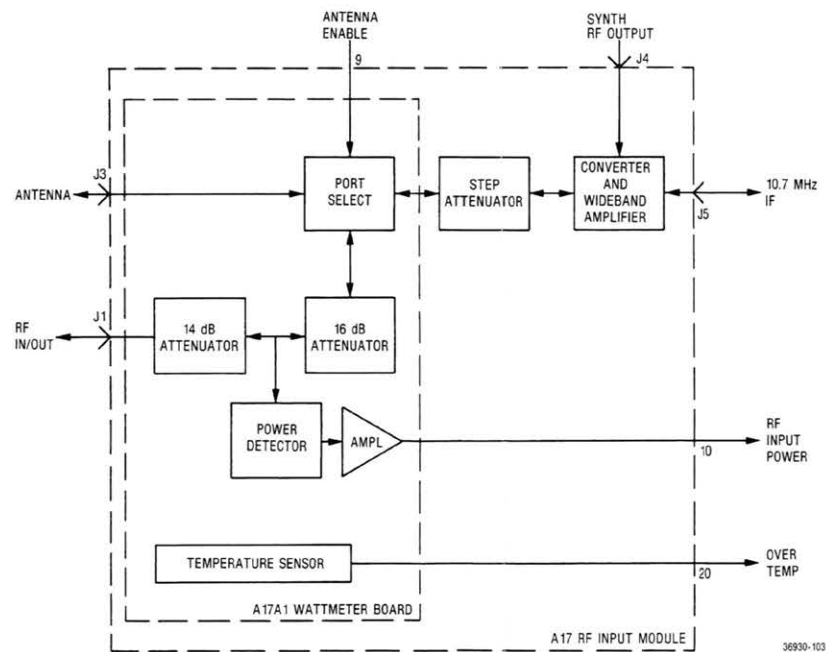 ANTENNA
ENABLE
9
SYNTH
RF OUTPUT
J4
J3
ANTENNA
PORT
SELECT
STEP
ATTENUATOR
CONVERTER
AND
WIDEBAND
AMPLIFIER
10.7 MHz
IF
J5
J1
RF
IN/OUT
14 dB
ATTENUATOR
16 dB
ATTENUATOR
POWER
DETECTOR
AMPL
10
RF
INPUT
POWER
TEMPERATURE SENSOR
20
OVER
TEMP
A17A1 WATTMETER BOARD
A17 RF INPUT MODULE
36930-103